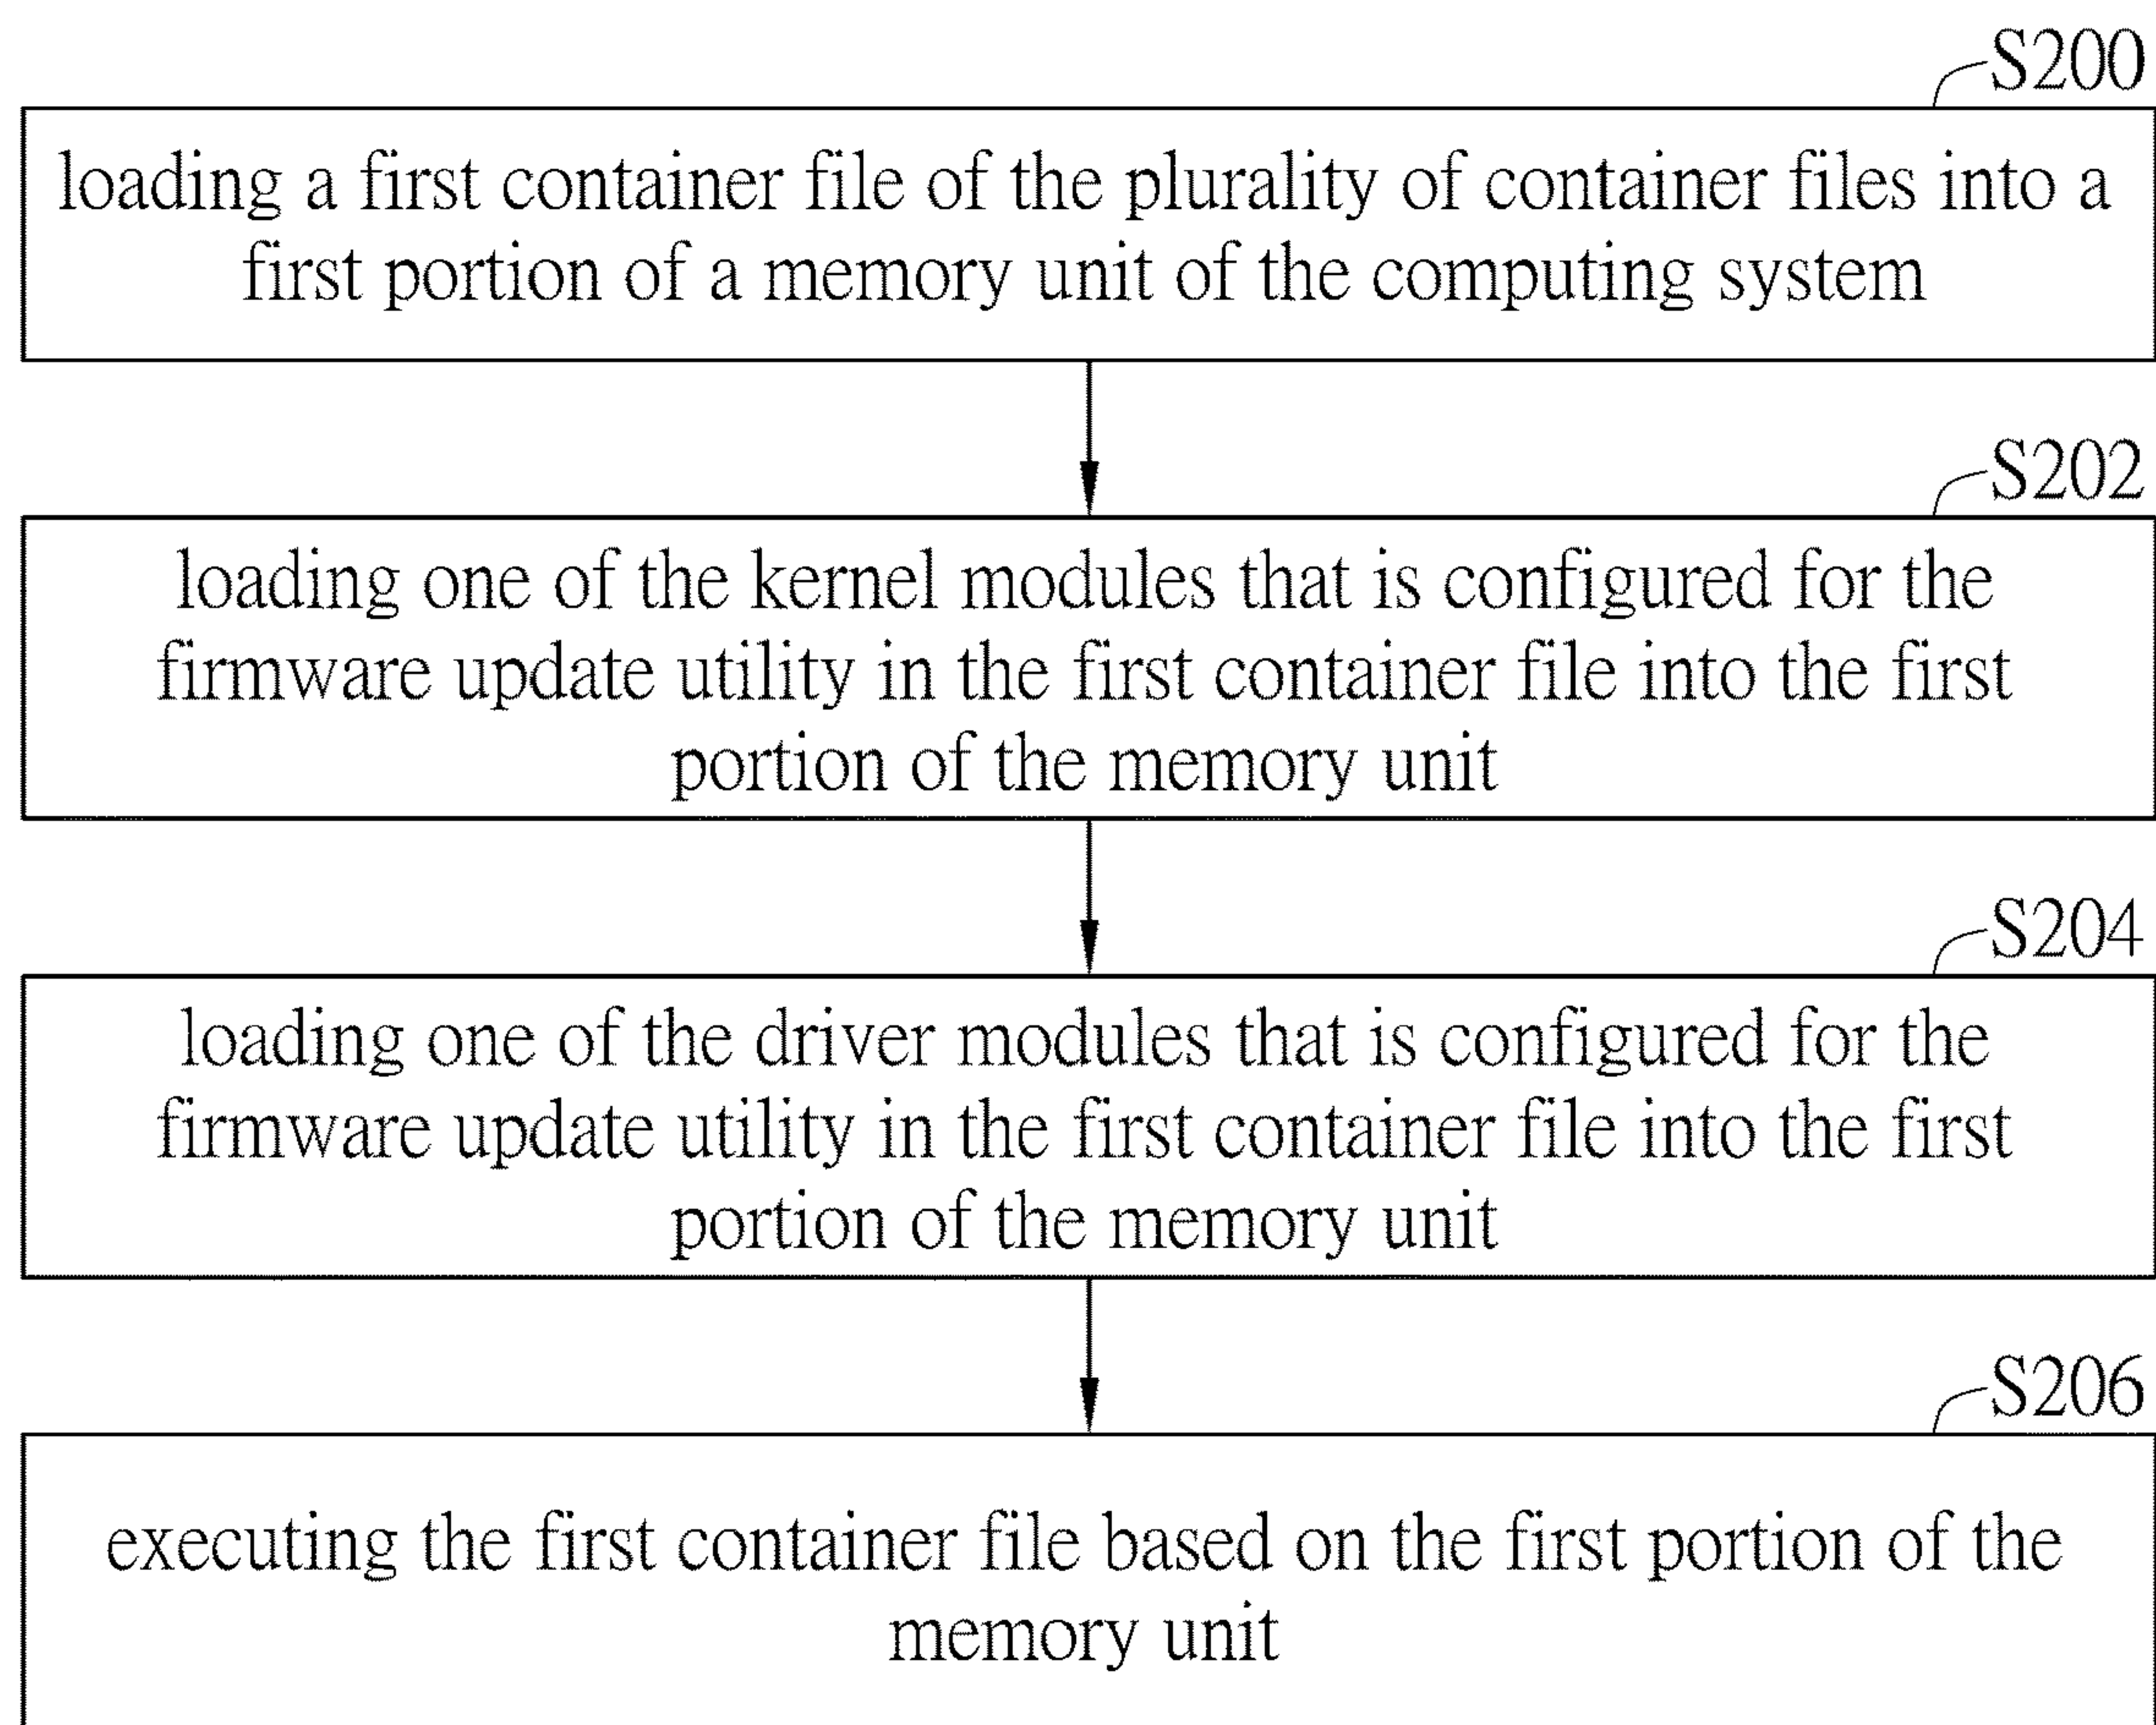 S200
loading a first container file of the plurality of container files into a
first portion of a memory unit of the computing system
S202
loading one of the kernel modules that is configured for the
firmware update utility in the first container file into the first
portion of the memory unit
S204
loading one of the driver modules that is configured for the
firmware update utility in the first container file into the first
portion of the memory unit
S206
executing the first container file based on the first portion of the
memory unit